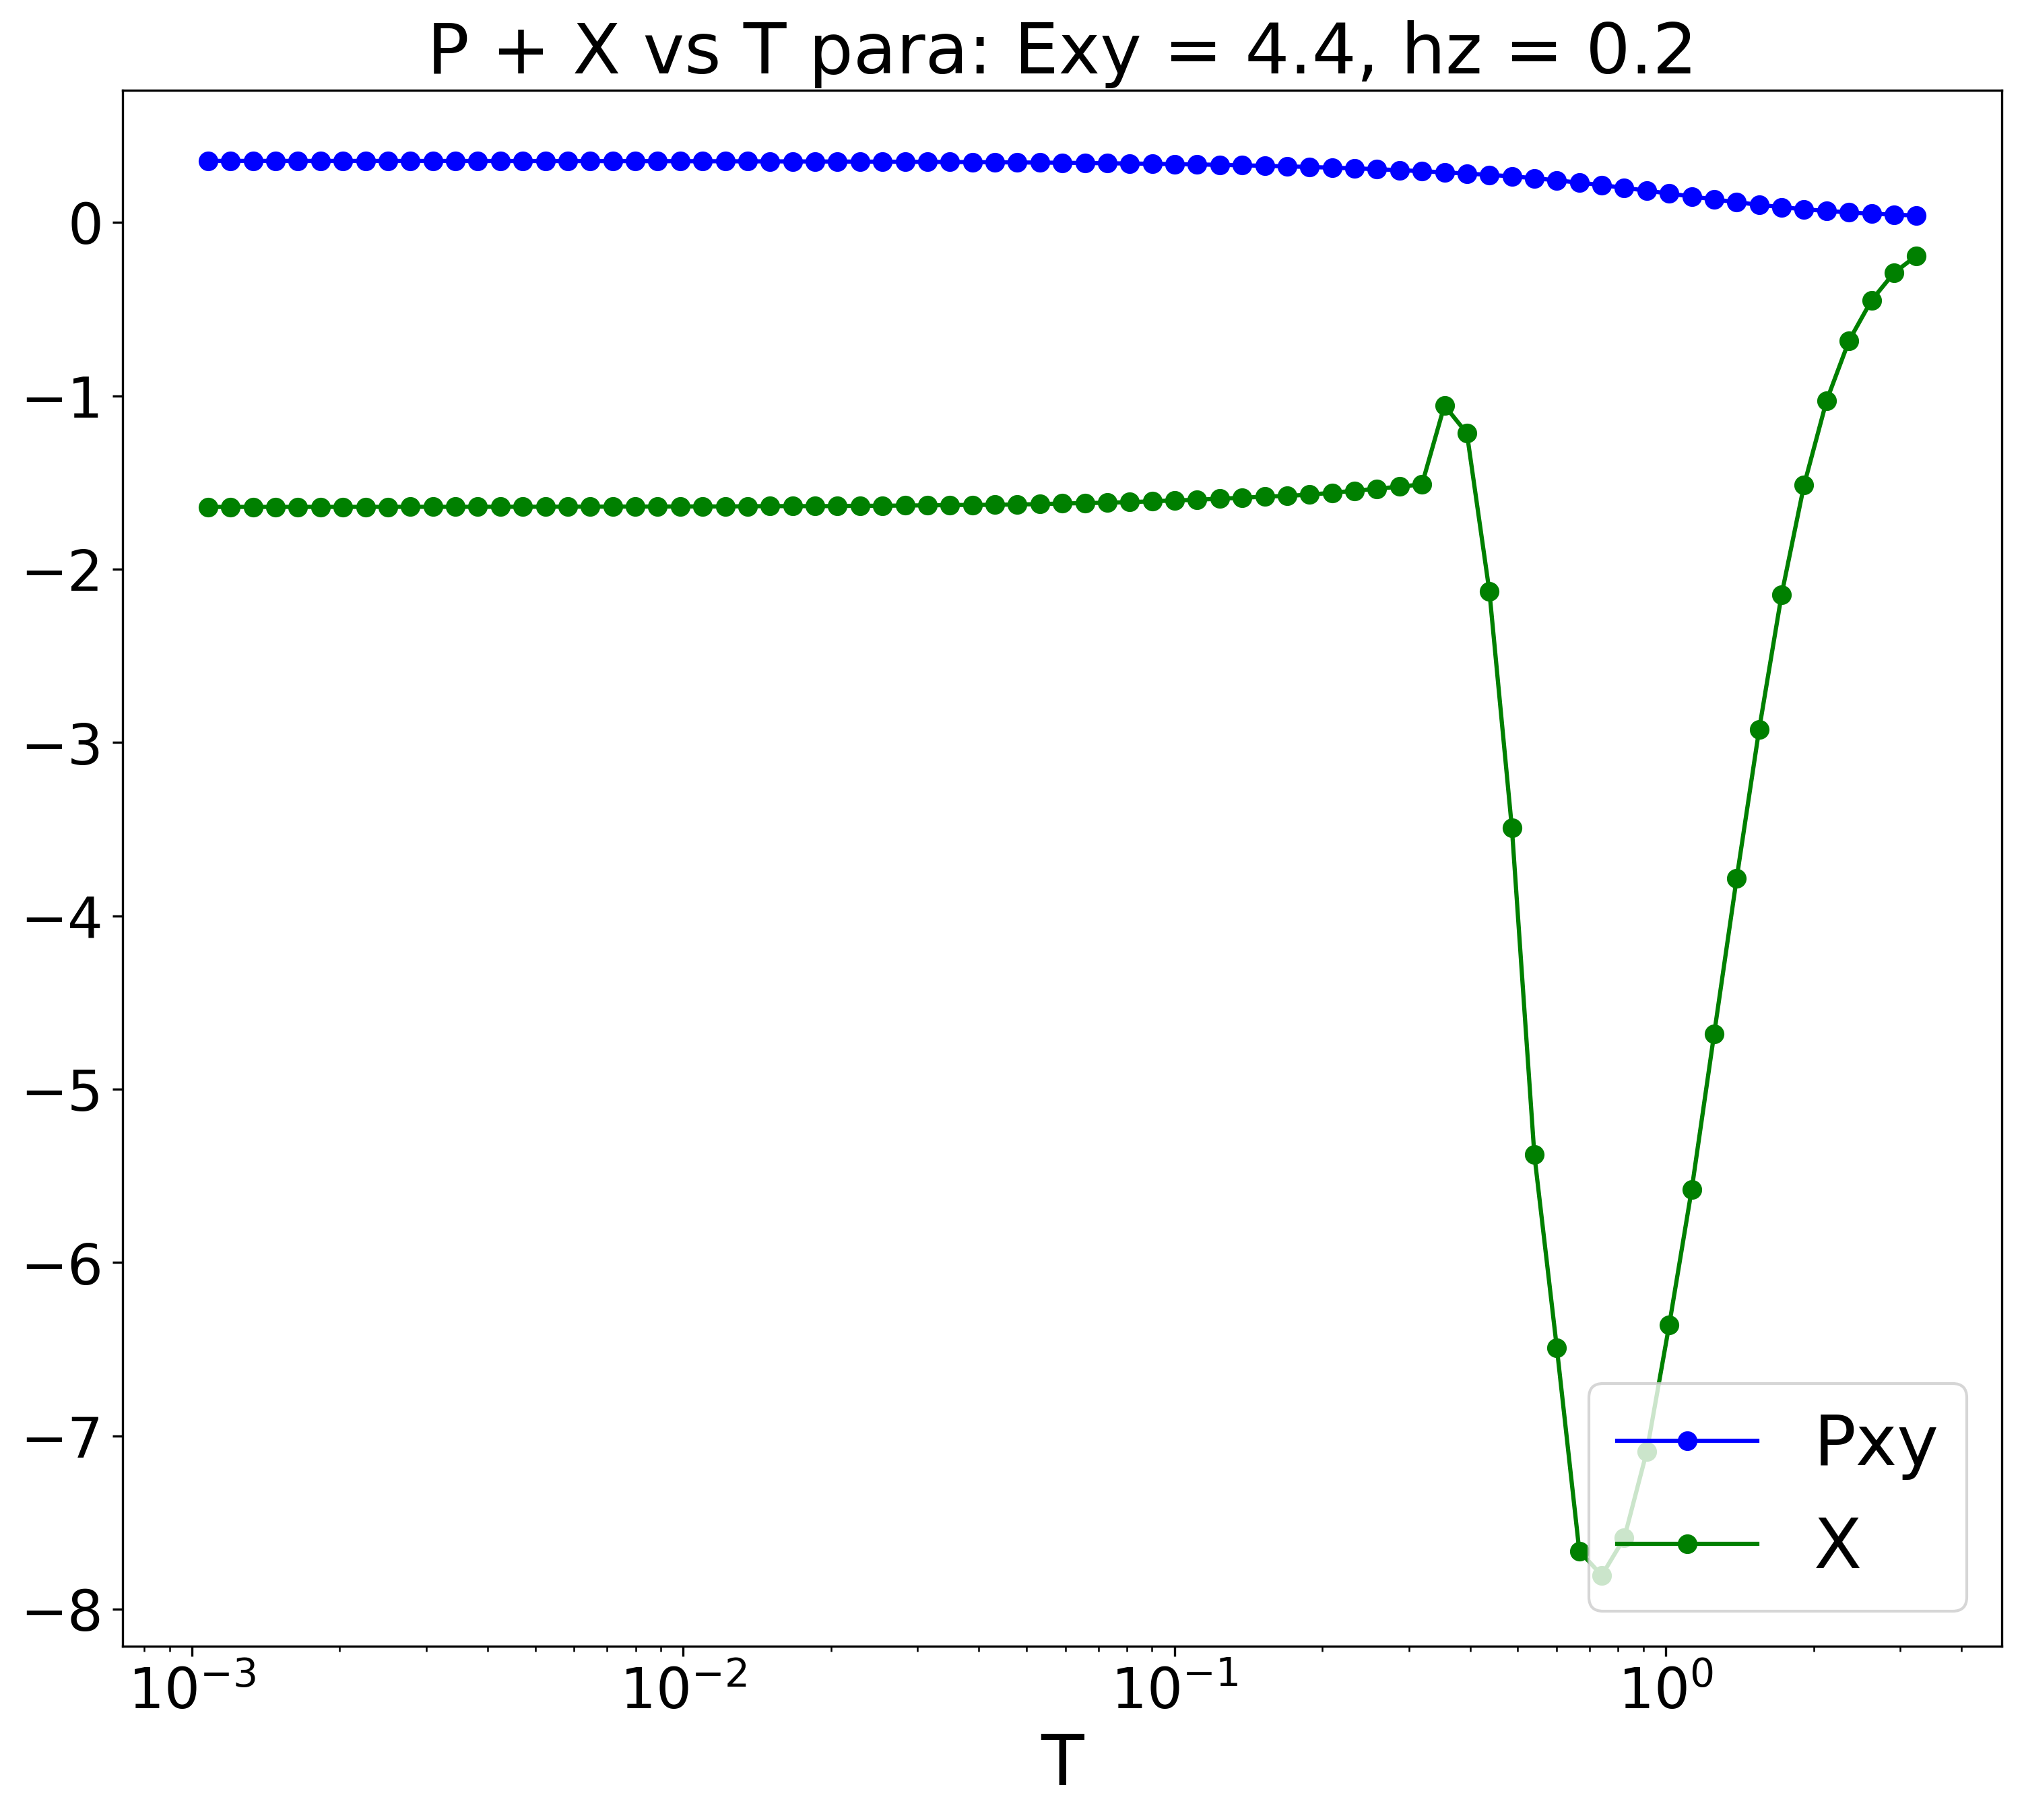 P + X vs T para: Exy = 4.4, hz = 0.2
0
−1
−2
−3
−4
−5
−6
−7
−8
Pxy
X
10⁻³ 10⁻² 10⁻¹ 10⁰
T